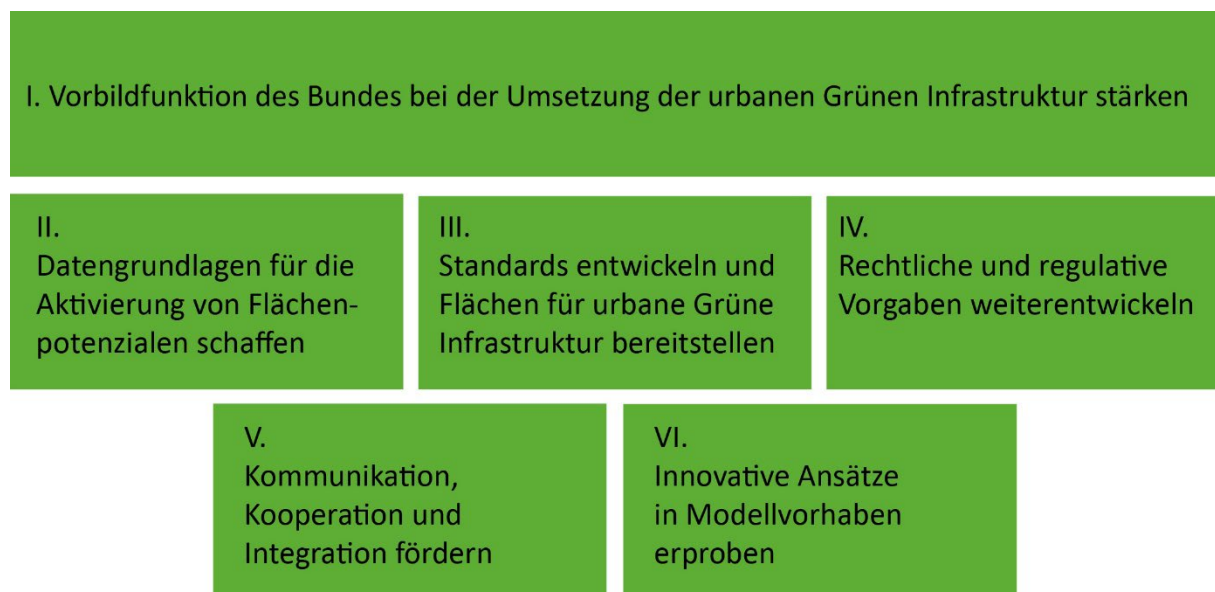 I. Vorbildfunktion des Bundes bei der Umsetzung der urbanen Grünen Infrastruktur stärken
II.
Datengrundlagen für die
Aktivierung von Flächen-
potenzialen schaffen
III.
Standards entwickeln und
Flächen für urbane Grüne
Infrastruktur bereitstellen
IV.
Rechtliche und regulative
Vorgaben weiterentwickeln
V.
Kommunikation,
Kooperation und
Integration fördern
VI.
Innovative Ansätze
in Modellvorhaben
erproben